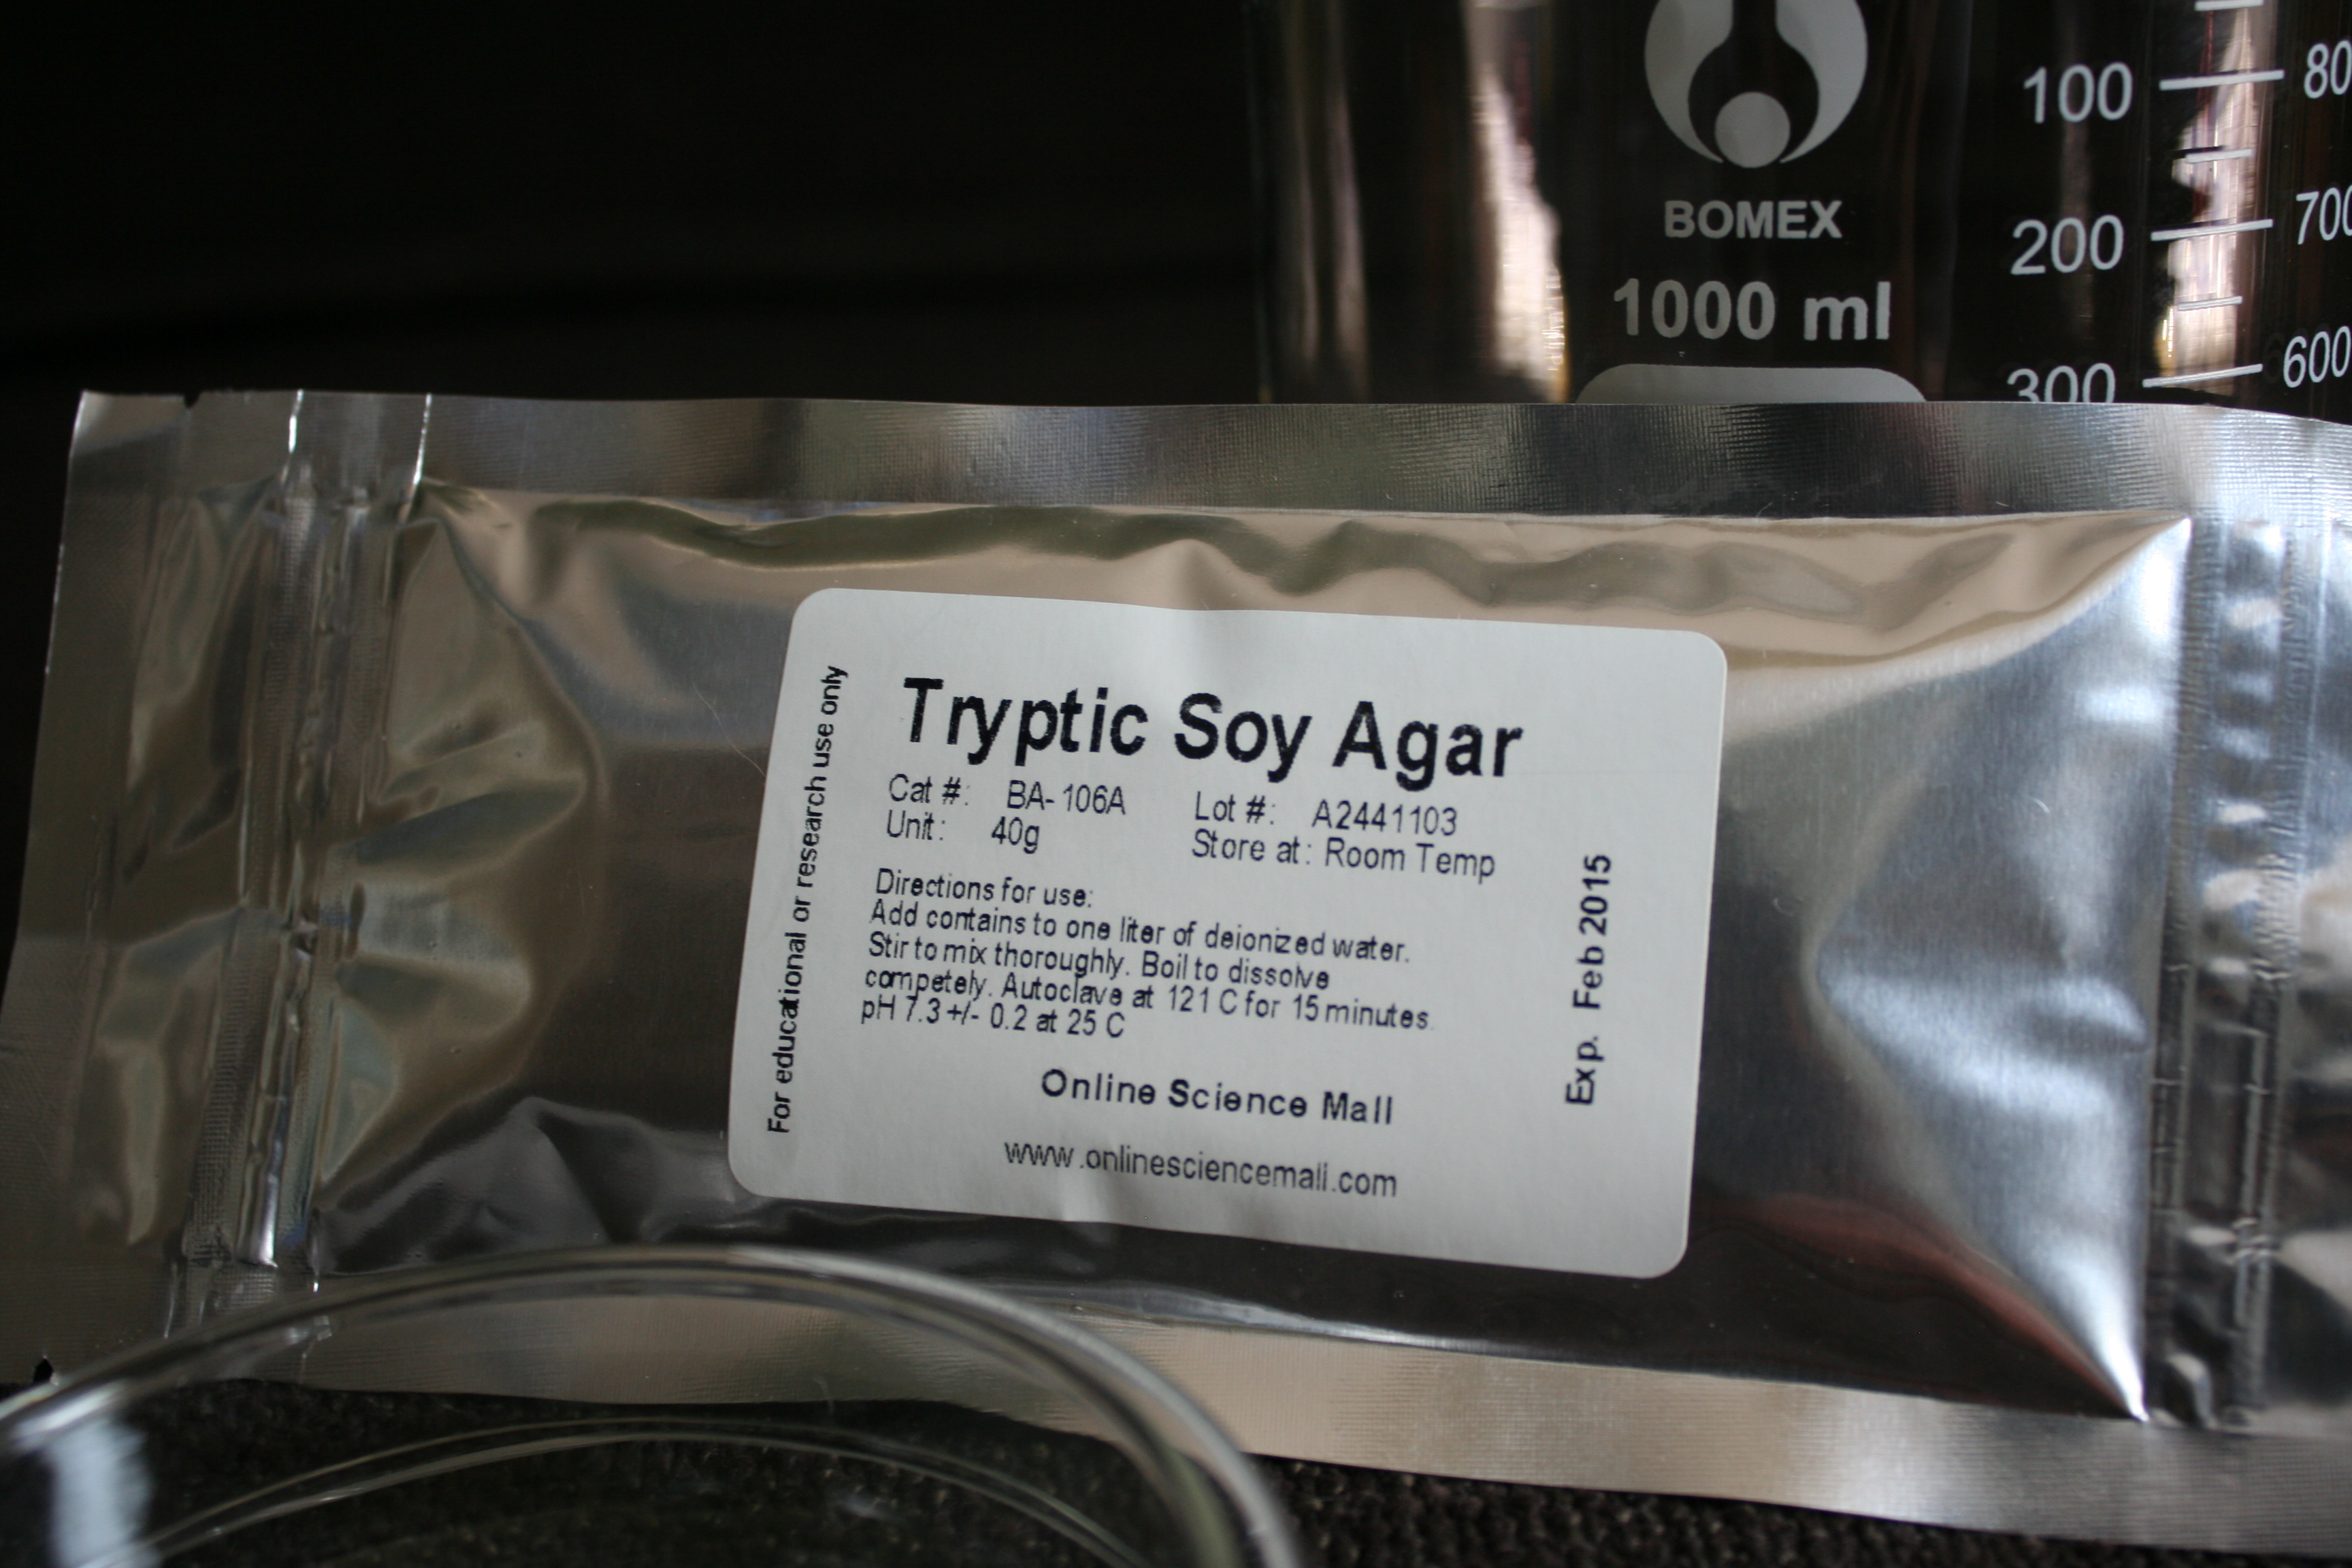 BOMEX
1000 ml
100
200
300
80
700
600
For educational or research use only
Tryptic Soy Agar
Cat #: BA-106A Lot #: A2441103
Unit: 40g Store at: Room Temp
Directions for use:
Add contains to one liter of deionized water.
Stir to mix thoroughly. Boil to dissolve
competely. Autoclave at 121 C for 15 minutes.
pH 7.3 +/- 0.2 at 25 C
Exp. Feb 2015
Online Science Mall
www.onlinesciencemall.com